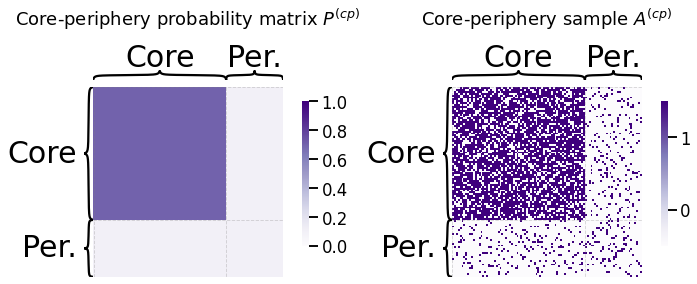 Core-periphery probability matrix P^(cp)
Core Per.
Core
Per.
1.0
0.8
0.6
0.4
0.2
0.0
Core-periphery sample A^(cp)
Core Per.
Core
Per.
1
0